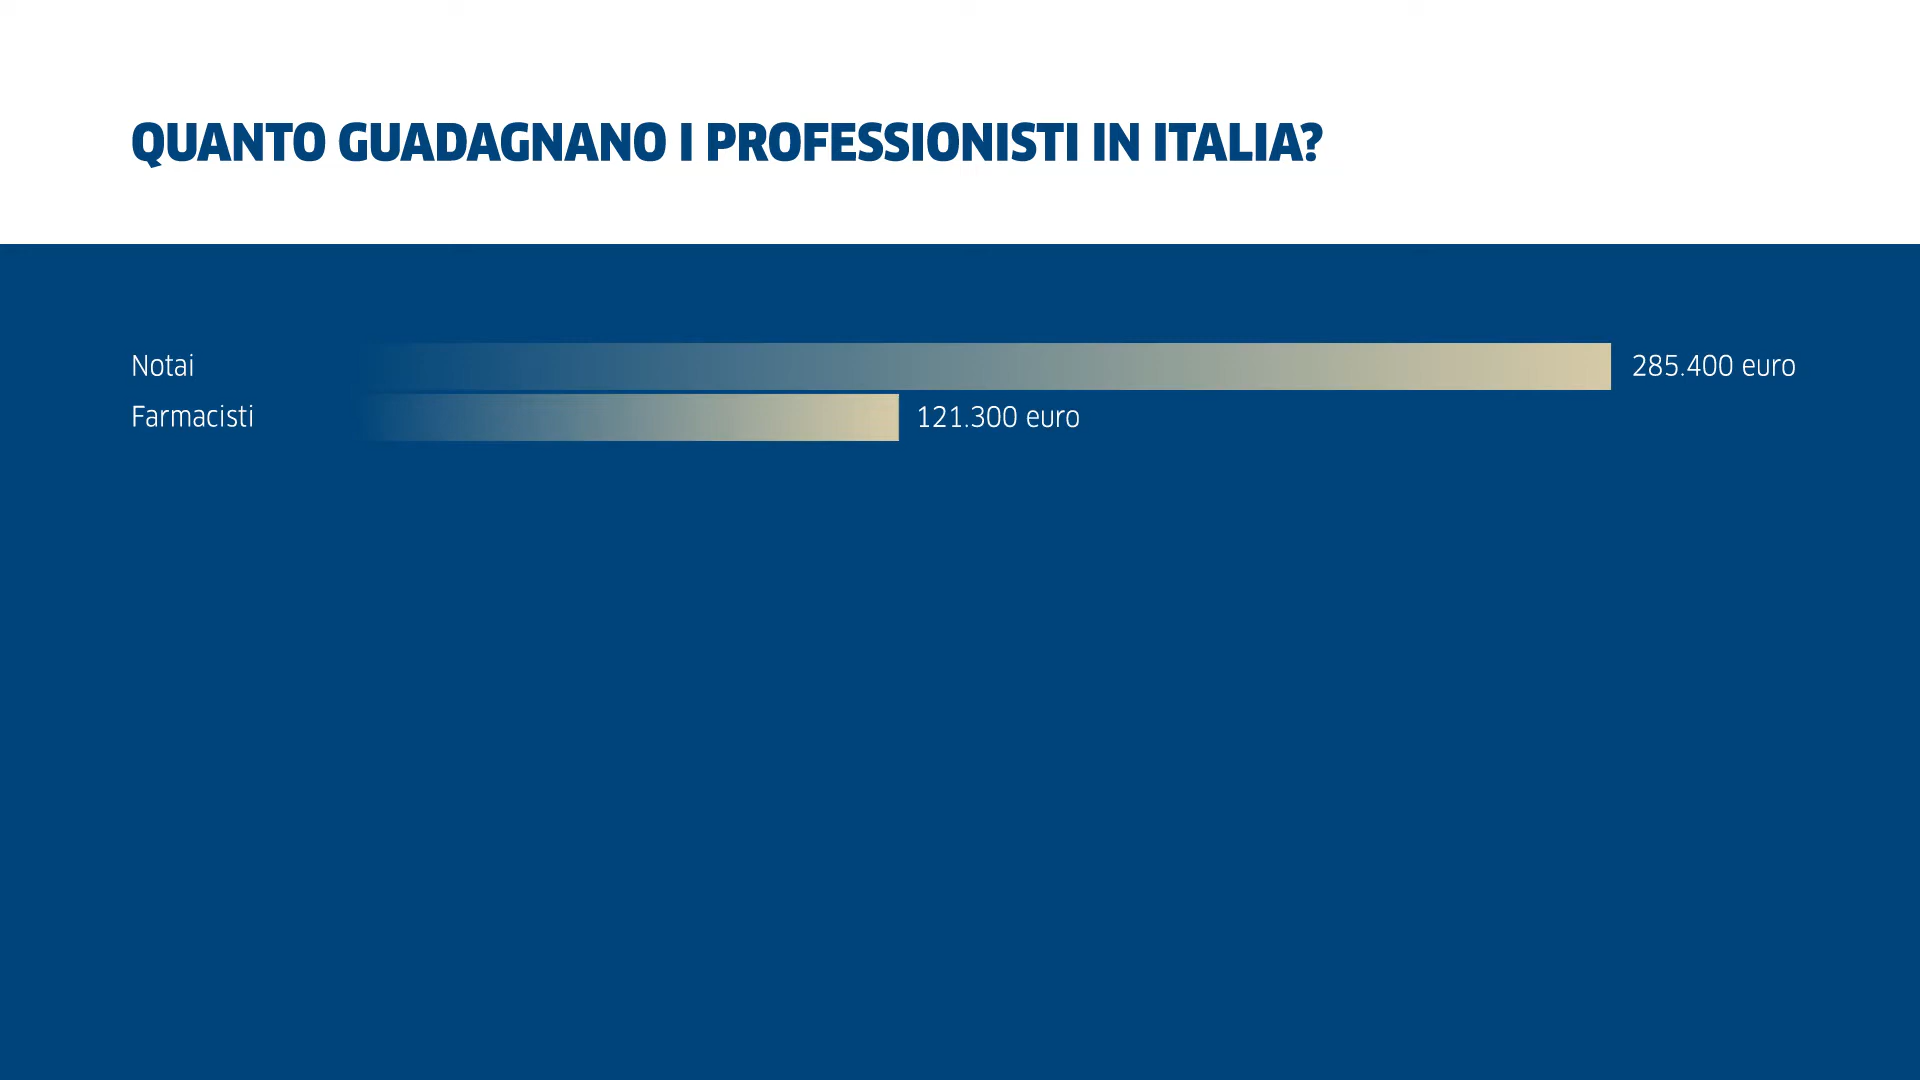 QUANTO GUADAGNANO I PROFESSIONISTI IN ITALIA?
Notai 285.400 euro
Farmacisti 121.300 euro